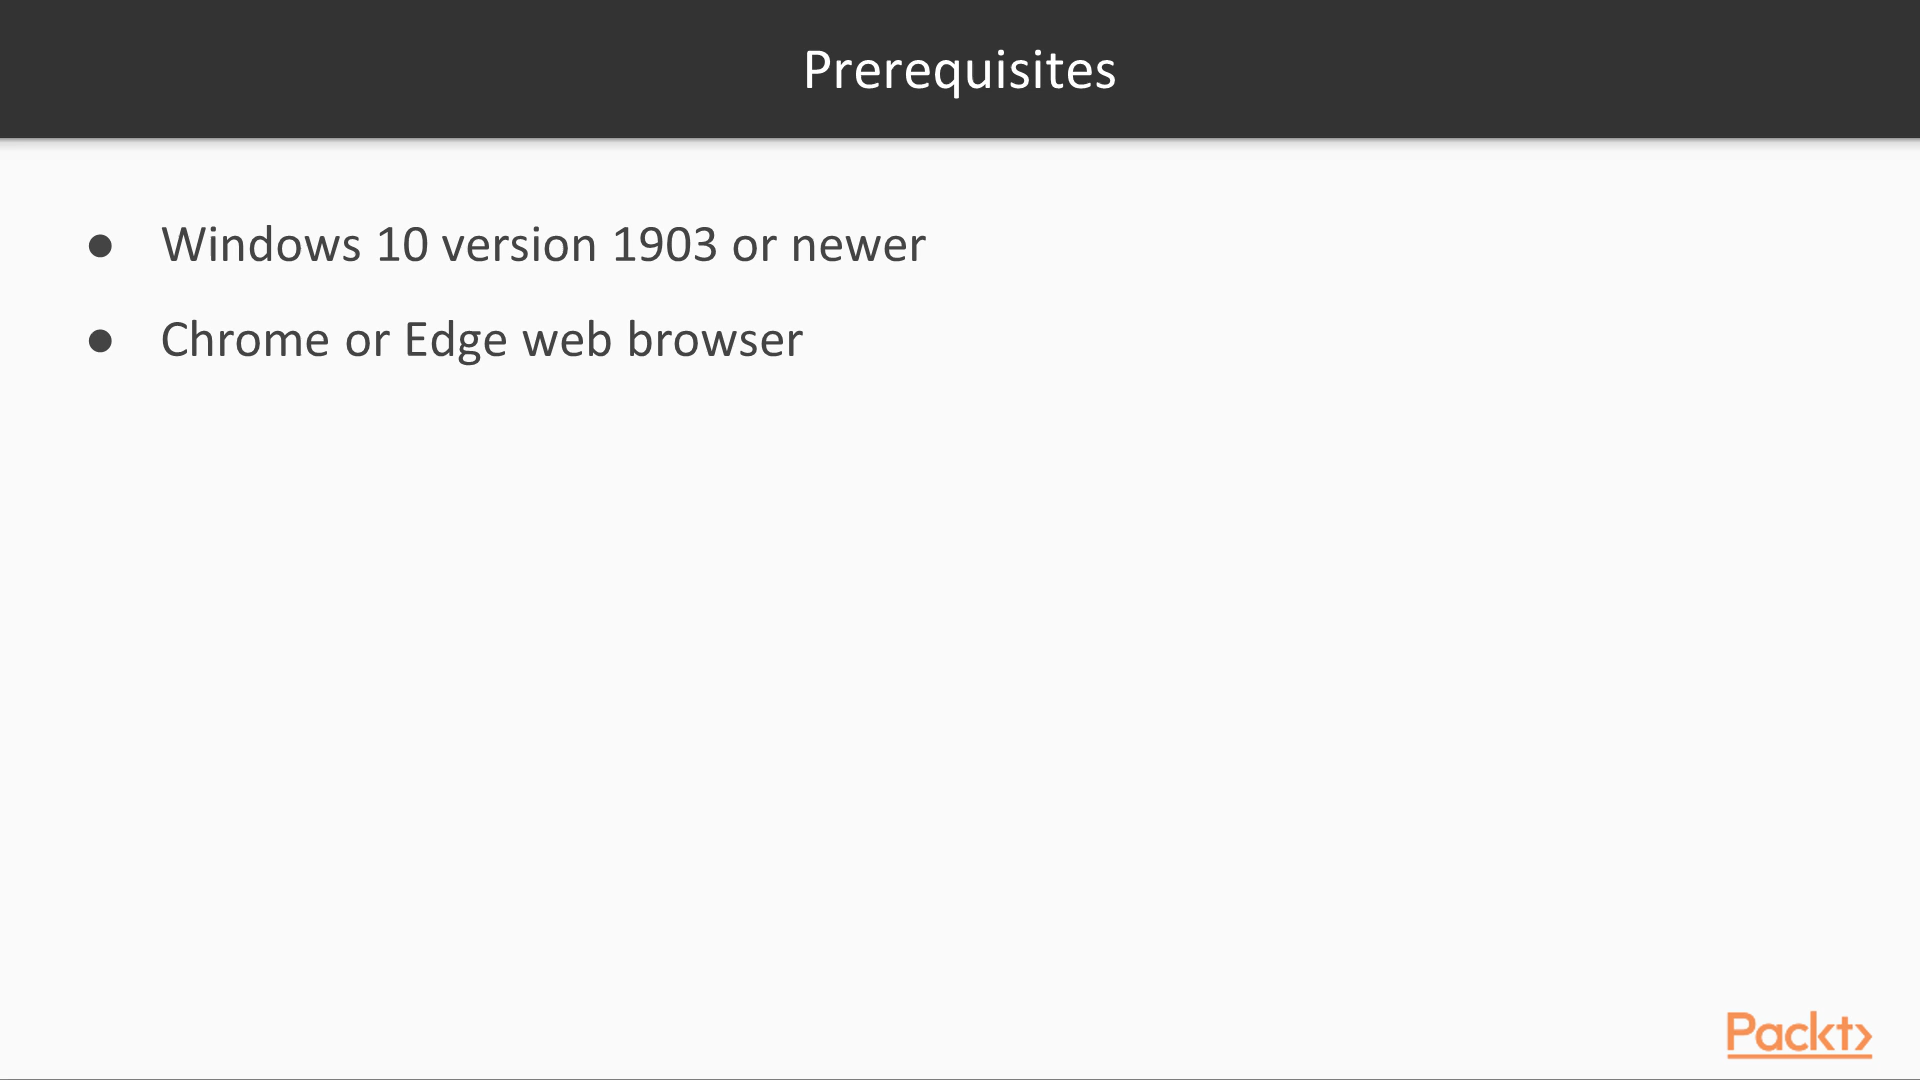 Prerequisites
● Windows 10 version 1903 or newer
● Chrome or Edge web browser
Packt>